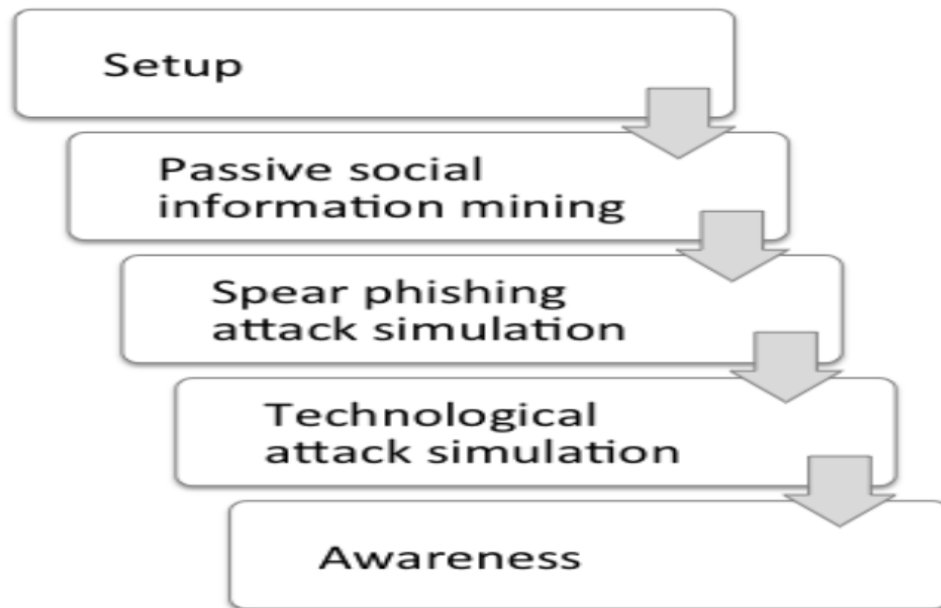 Setup
Passive social
information mining
Spear phishing
attack simulation
Technological
attack simulation
Awareness